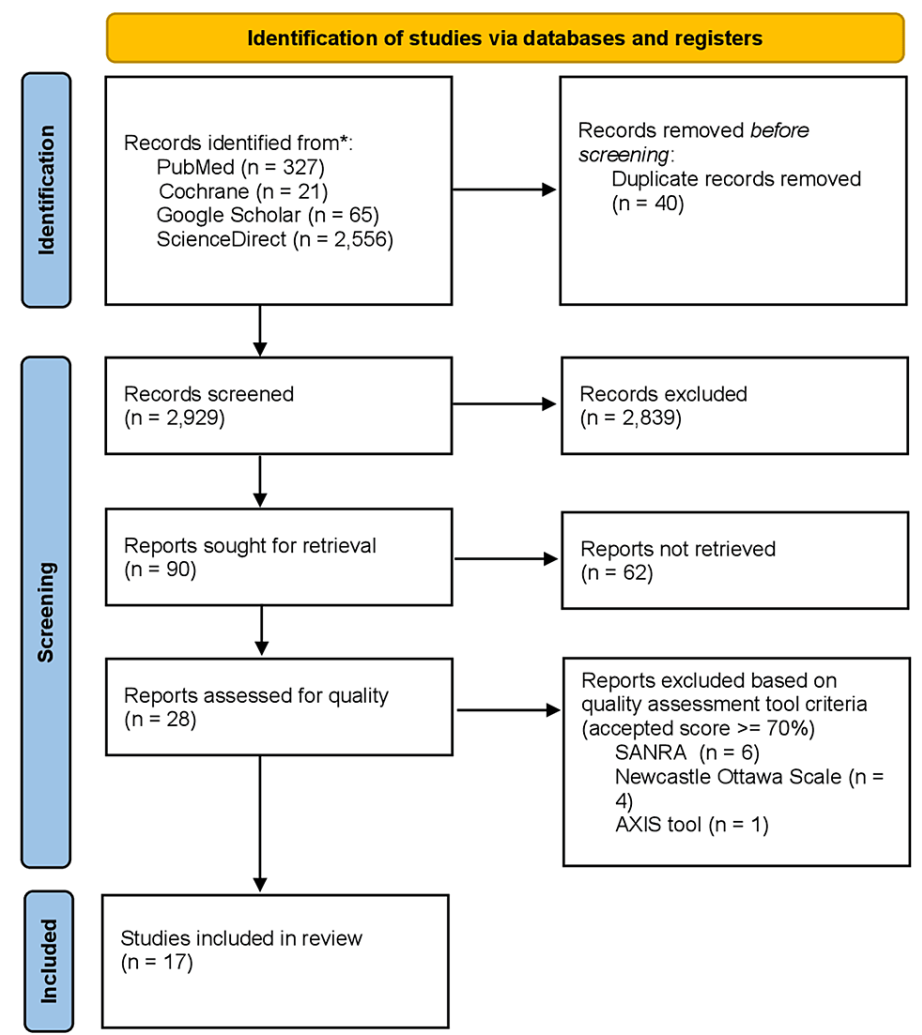 Identification of studies via databases and registers
Identification
Records identified from*:
PubMed (n = 327)
Cochrane (n = 21)
Google Scholar (n = 65)
ScienceDirect (n = 2,556)
Records removed before
screening:
Duplicate records removed
(n = 40)
Screening
Records screened
(n = 2,929)
Records excluded
(n = 2,839)
Reports sought for retrieval
(n = 90)
Reports not retrieved
(n = 62)
Reports assessed for quality
(n = 28)
Reports excluded based on
quality assessment tool criteria
(accepted score >= 70%)
SANRA (n = 6)
Newcastle Ottawa Scale (n =
4)
AXIS tool (n = 1)
Included
Studies included in review
(n = 17)